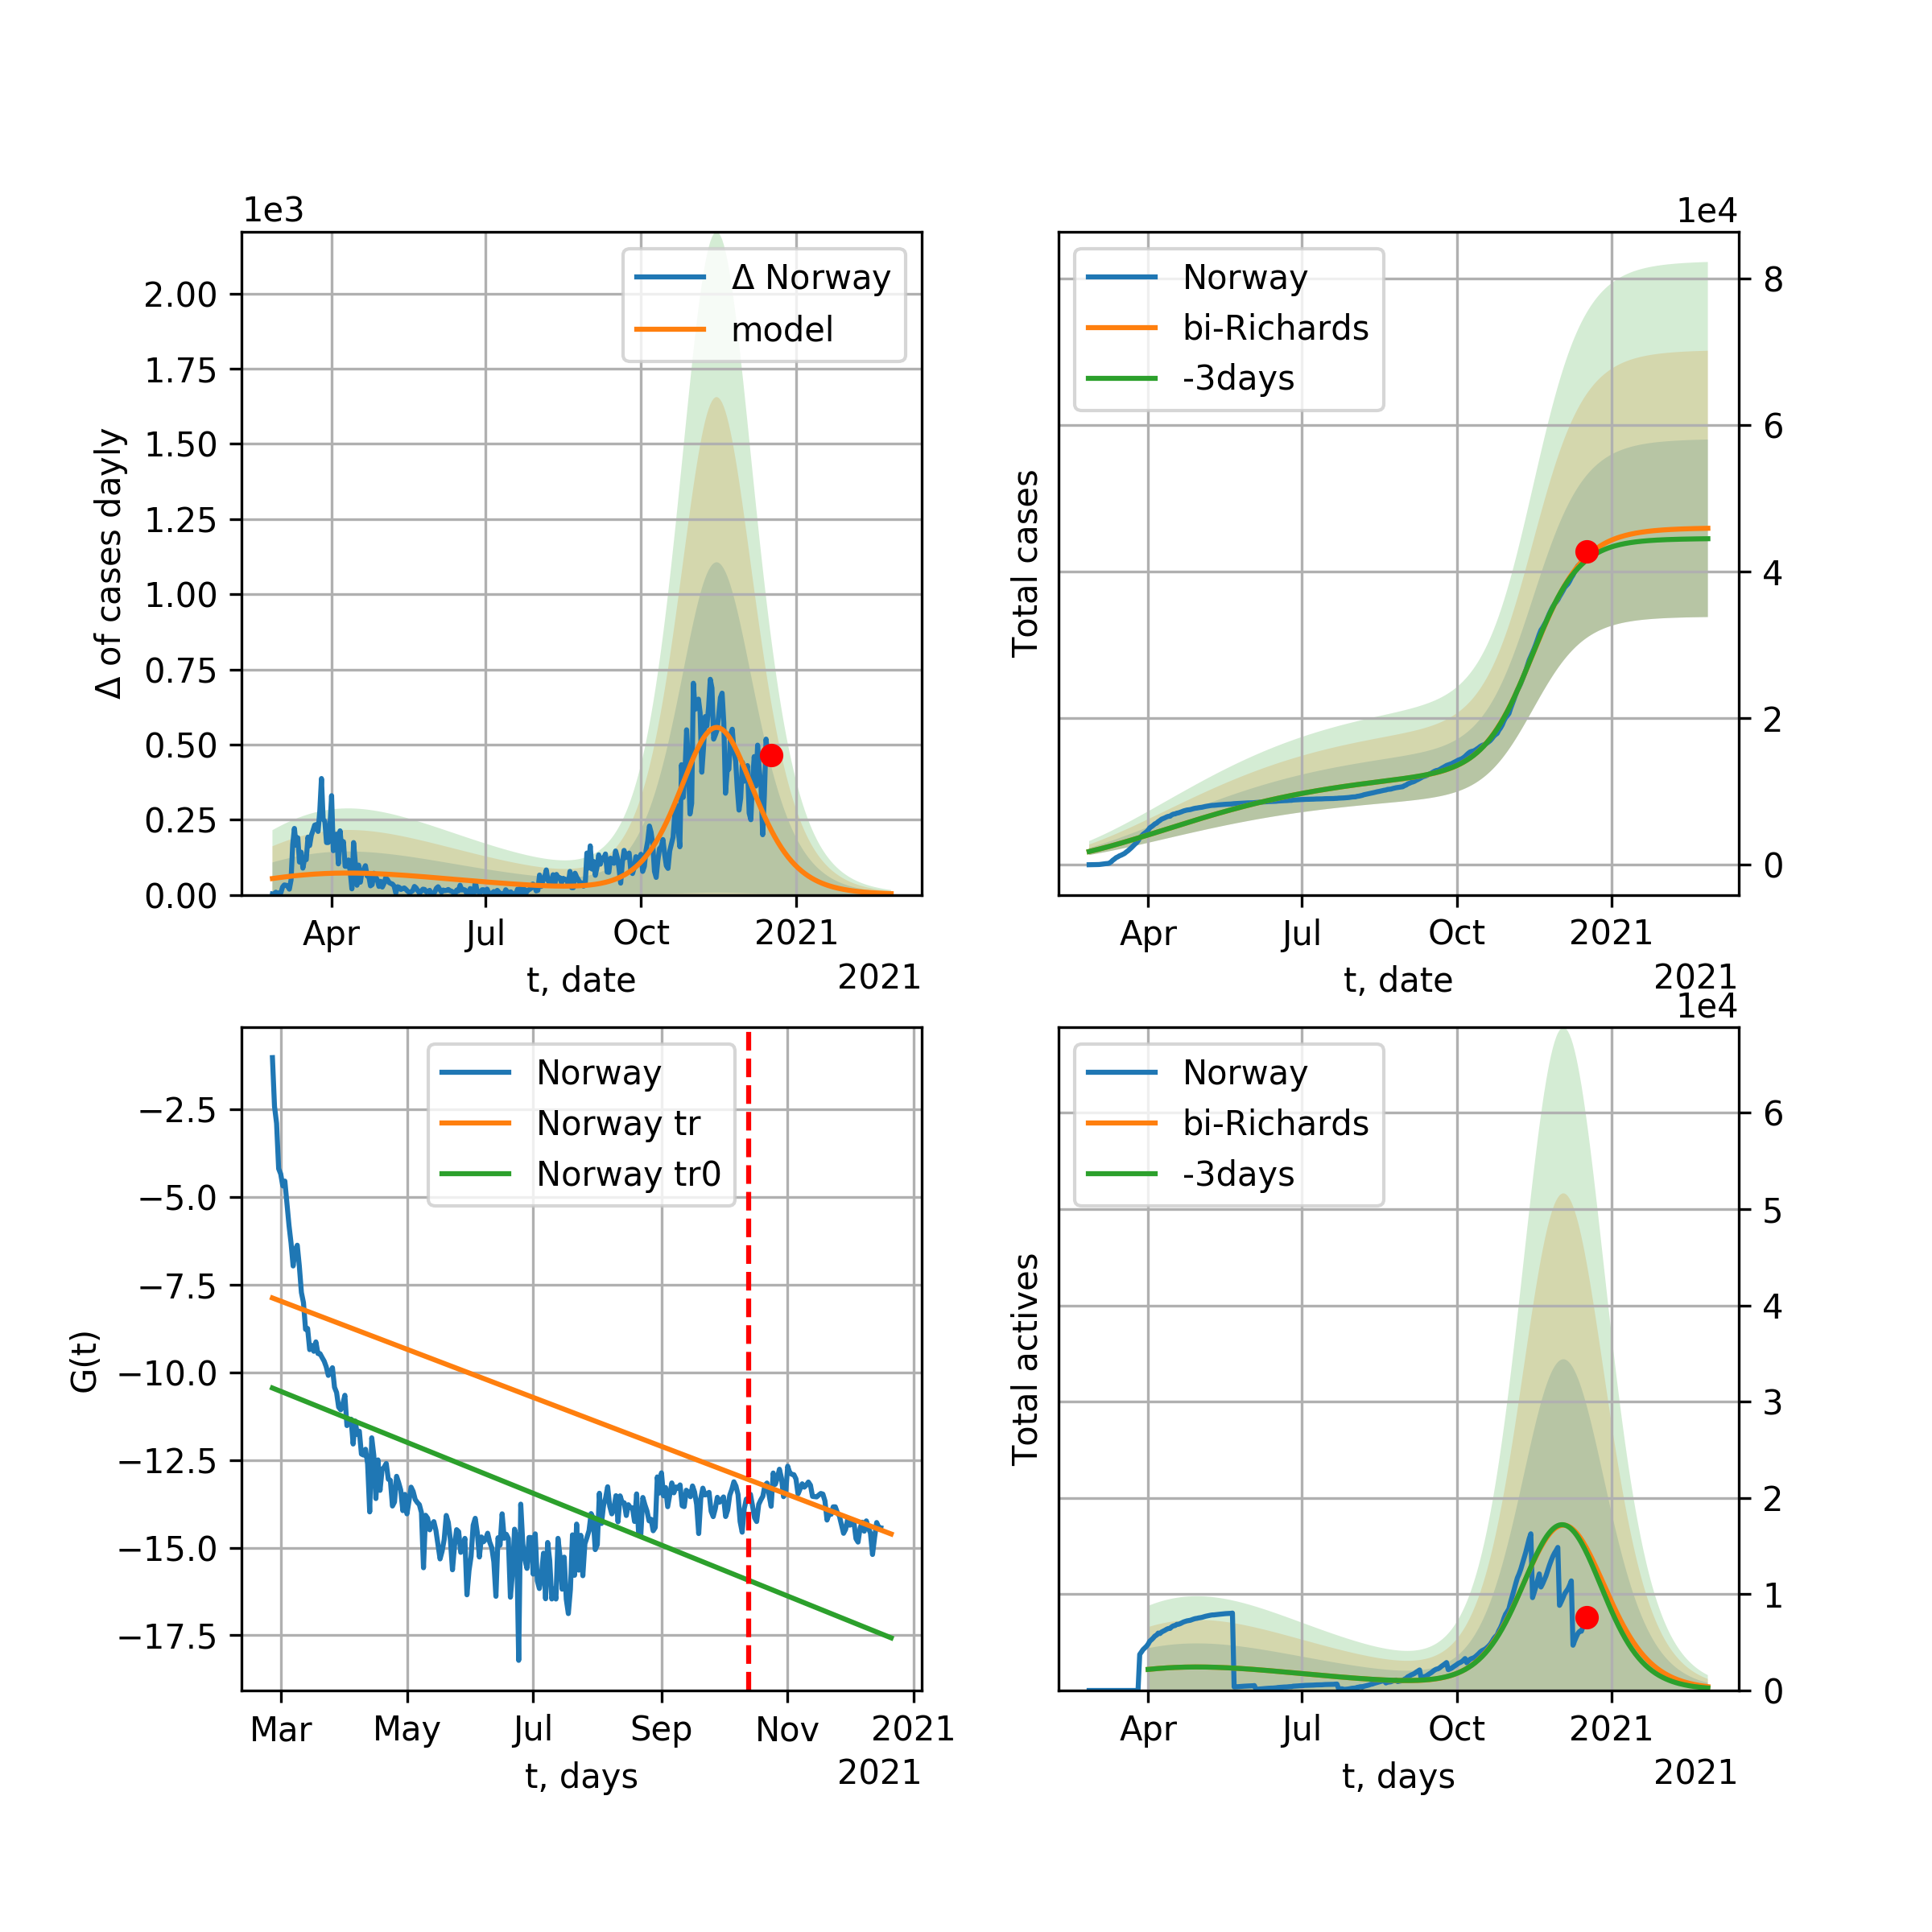 1e3
Δ of cases dayly
2.00
1.75
1.50
1.25
1.00
0.75
0.50
0.25
0.00
Δ Norway
model
Apr
Jul
Oct
2021
t, date
2021
1e4
Total cases
Norway
bi-Richards
-3days
8
6
4
2
0
Apr
Jul
Oct
2021
t, date
2021
G(t)
−2.5
−5.0
−7.5
−10.0
−12.5
−15.0
−17.5
Norway
Norway tr
Norway tr0
Mar
May
Jul
Sep
Nov
2021
t, days
2021
1e4
Total actives
Norway
bi-Richards
-3days
6
5
4
3
2
1
0
Apr
Jul
Oct
2021
t, days
2021